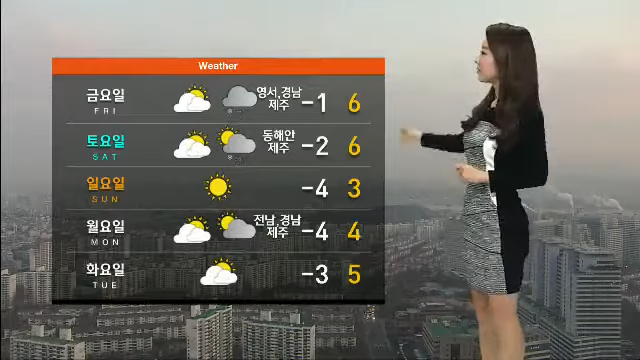 Weather
금요일
FRI
영서,경남
제주
-1 6
토요일
SAT
동해안
제주
-2 6
일요일
SUN
-4 3
월요일
MON
전남,경남
제주
-4 4
화요일
TUE
-3 5